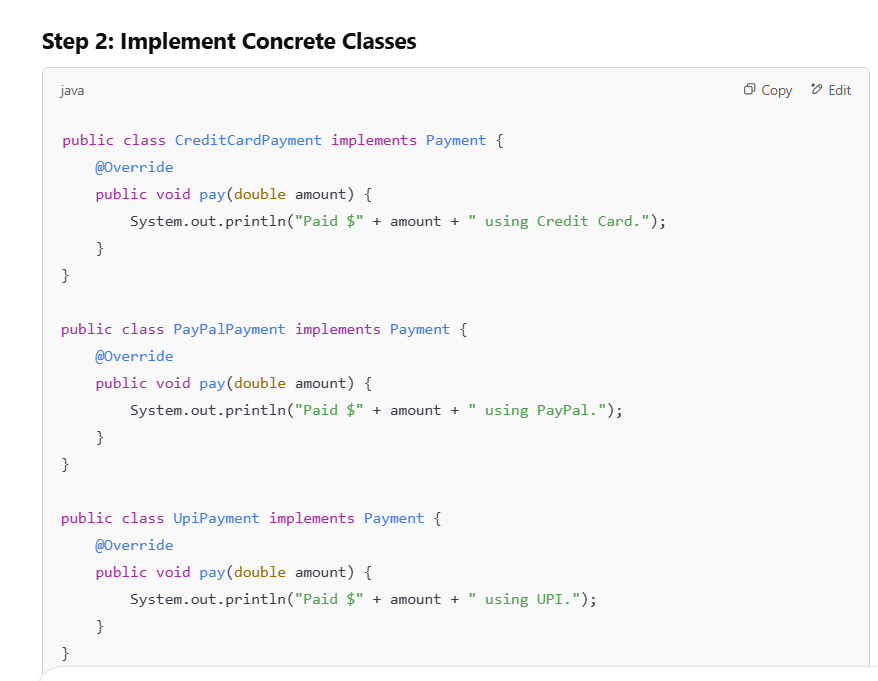 Step 2: Implement Concrete Classes
java
Copy
Edit
public class CreditCardPayment implements Payment {
    @Override
    public void pay(double amount) {
        System.out.println("Paid $" + amount + " using Credit Card.");
    }
}
public class PayPalPayment implements Payment {
    @Override
    public void pay(double amount) {
        System.out.println("Paid $" + amount + " using PayPal.");
    }
}
public class UpiPayment implements Payment {
    @Override
    public void pay(double amount) {
        System.out.println("Paid $" + amount + " using UPI.");
    }
}